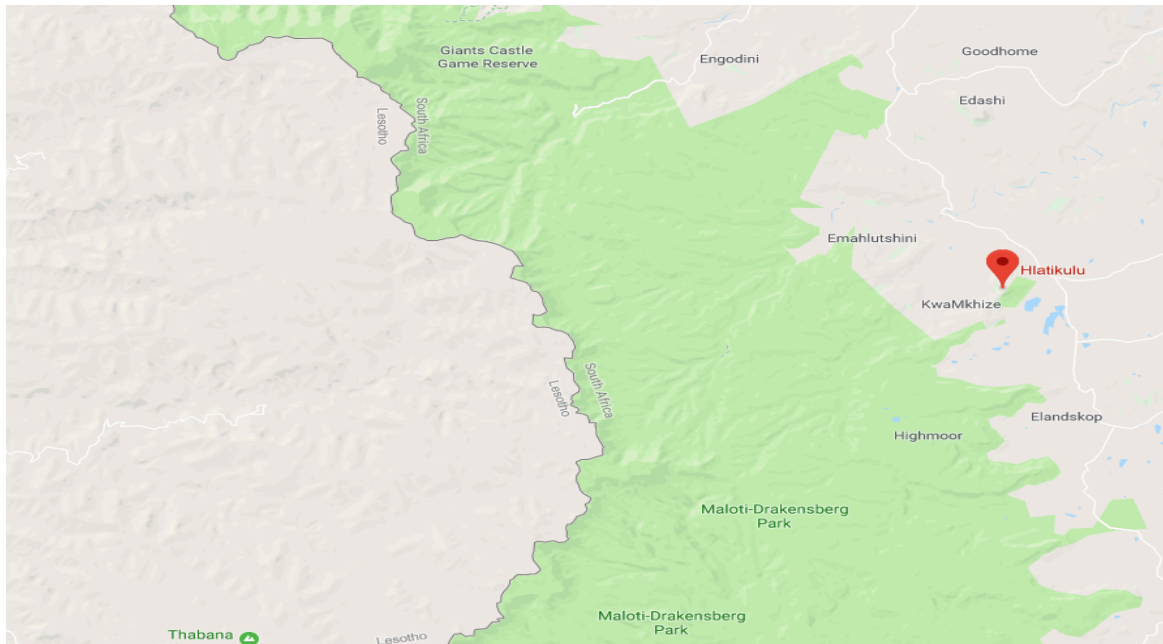 Giants Castle
Game Reserve
Engodini
Goodhome
Edashi
Lesotho
South Africa
Emahlutshini
Hlatikulu
KwaMkhize
Lesotho
South Africa
Elandskop
Highmoor
Maloti-Drakensberg
Park
Maloti-Drakensberg
Park
Thabana
Lesotho